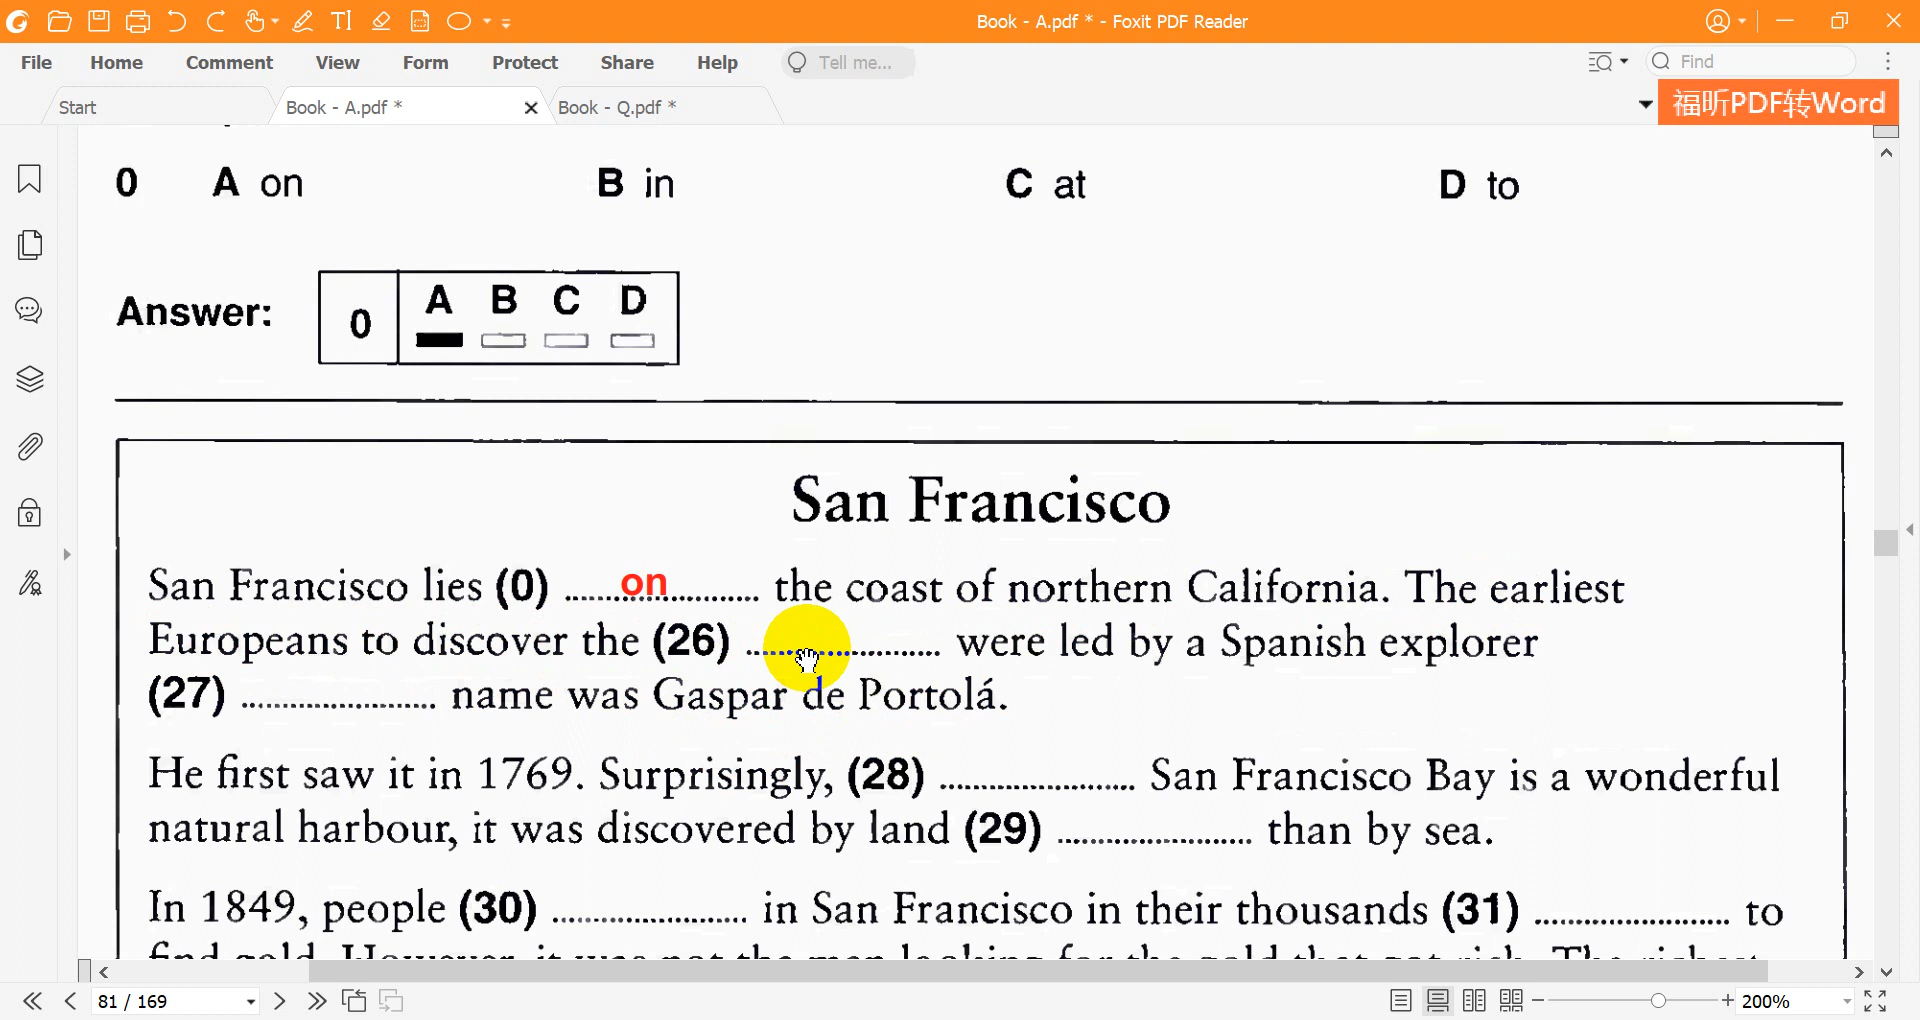 Book - A.pdf * - Foxit PDF Reader
File Home Comment View Form Protect Share Help Tell me... Find
Start Book - A.pdf * Book - Q.pdf * 福昕PDF转Word
0 A on B in C at D to
Answer: 0 A B C D
San Francisco
San Francisco lies (0) ......on.......... the coast of northern California. The earliest
Europeans to discover the (26) .................... were led by a Spanish explorer
(27) .................... name was Gaspar de Portolá.
He first saw it in 1769. Surprisingly, (28) .................... San Francisco Bay is a wonderful
natural harbour, it was discovered by land (29) .................... than by sea.
In 1849, people (30) .................... in San Francisco in their thousands (31) .................... to
81 / 169 200%